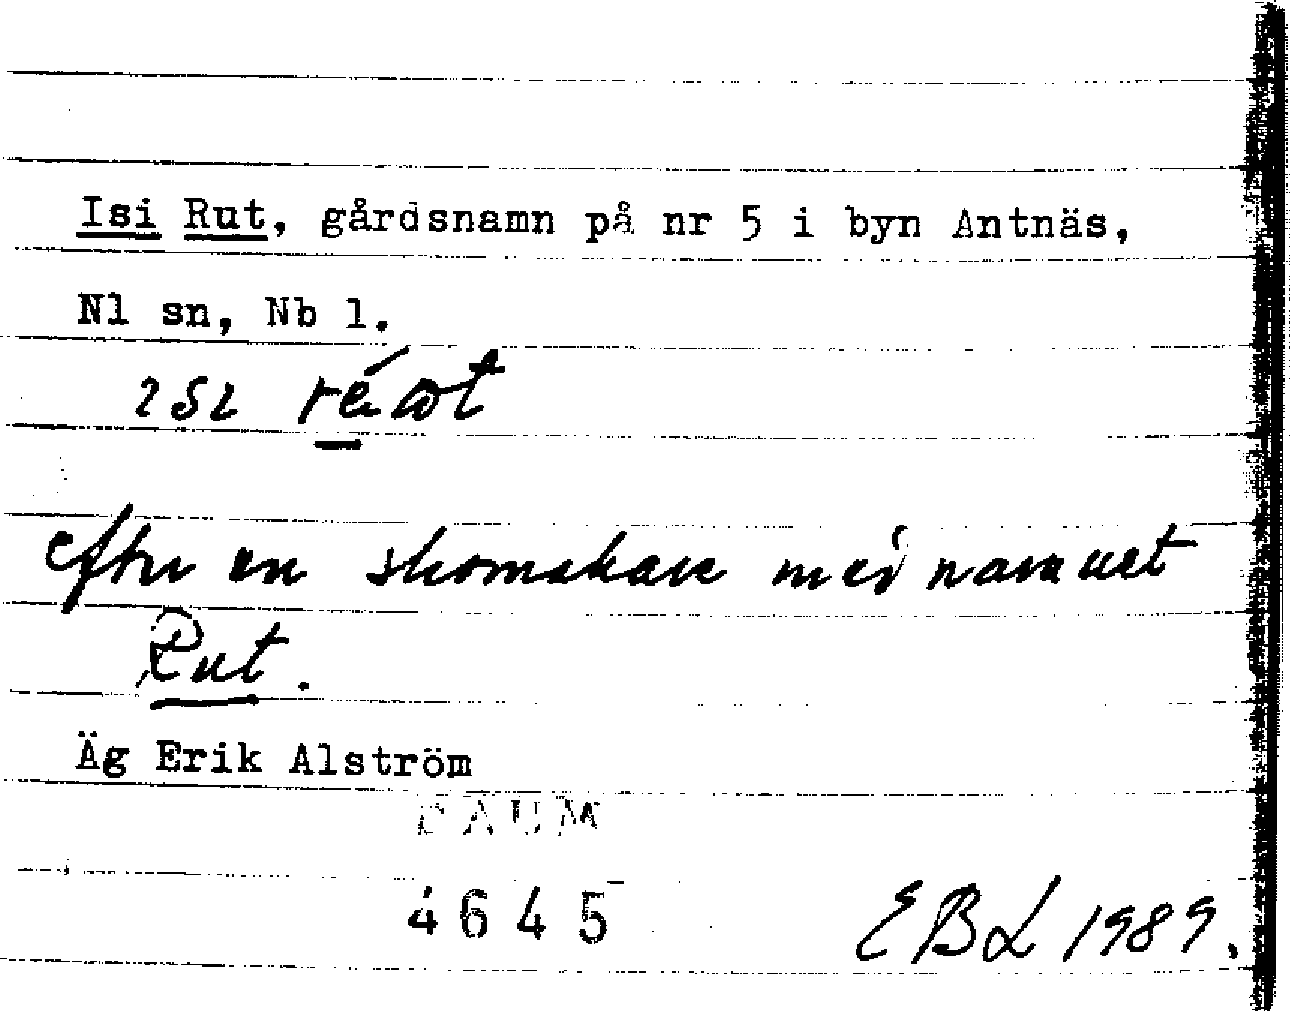 Isi Rut, gårdsnamn på nr 5 i byn Antnäs,
Nl sn, Nb l.
efter en skomakare med namnet
Rut.
Äg Erik Alström
DAUM
4645
EBL 1989.